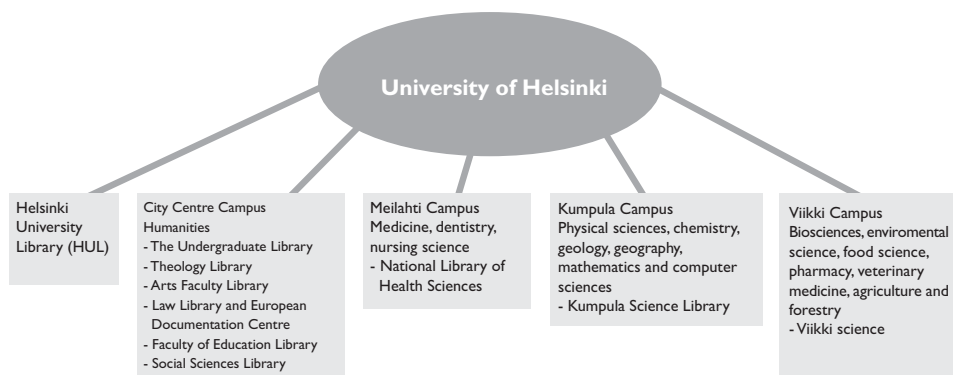 University of Helsinki
Helsinki
University
Library (HUL)
City Centre Campus
Humanities
- The Undergraduate Library
- Theology Library
- Arts Faculty Library
- Law Library and European
Documentation Centre
- Faculty of Education Library
- Social Sciences Library
Meilahti Campus
Medicine, dentistry,
nursing science
- National Library of
Health Sciences
Kumpula Campus
Physical sciences, chemistry,
geology, geography,
mathematics and computer
sciences
- Kumpula Science Library
Viikki Campus
Biosciences, enviromental
science, food science,
pharmacy, veterinary
medicine, agriculture and
forestry
- Viikki science